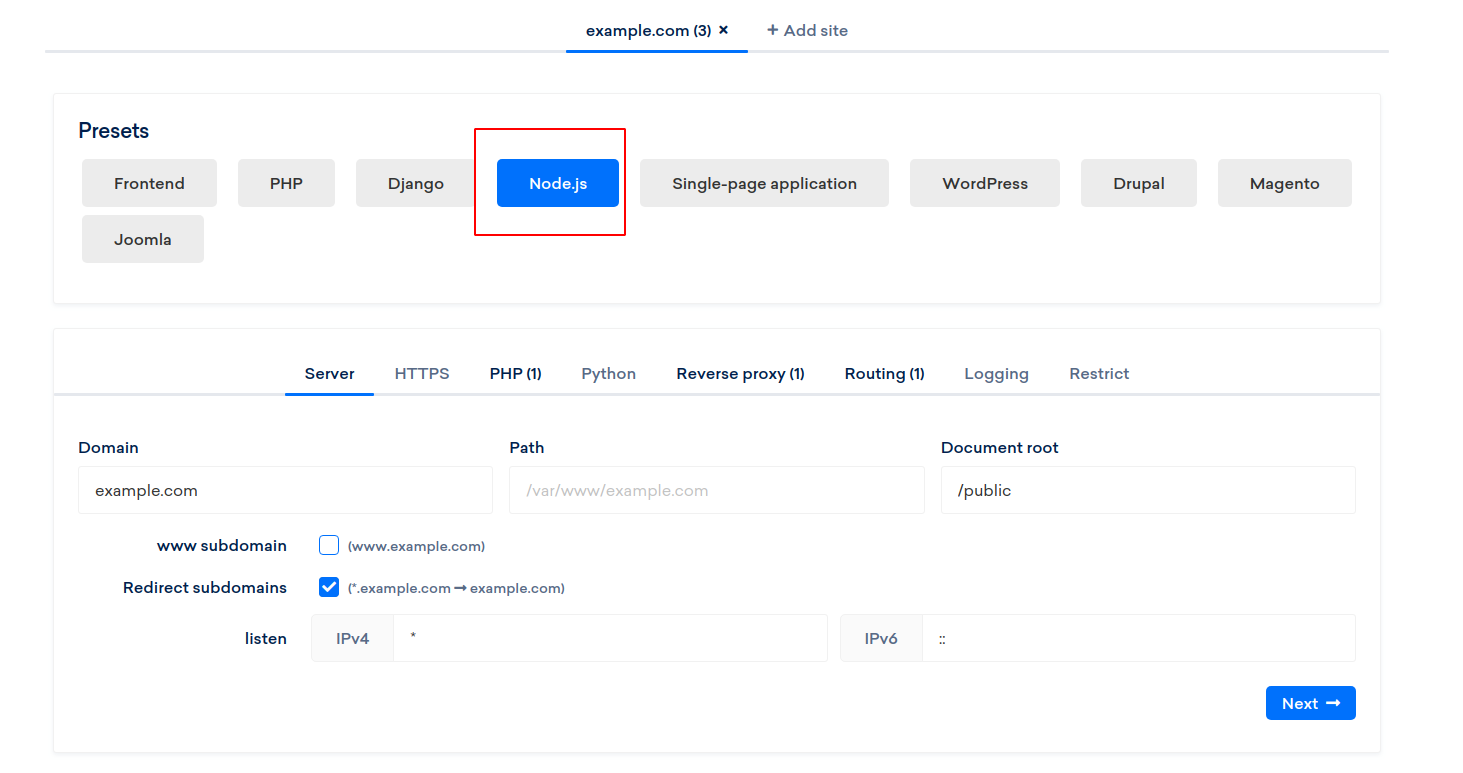 example.com (3) × + Add site
Presets
Frontend PHP Django Node.js Single-page application WordPress Drupal Magento
Joomla
Server HTTPS PHP (1) Python Reverse proxy (1) Routing (1) Logging Restrict
Domain Path Document root
example.com /var/www/example.com /public
www subdomain (www.example.com)
Redirect subdomains (*.example.com → example.com)
listen IPv4 * IPv6 ::
Next →